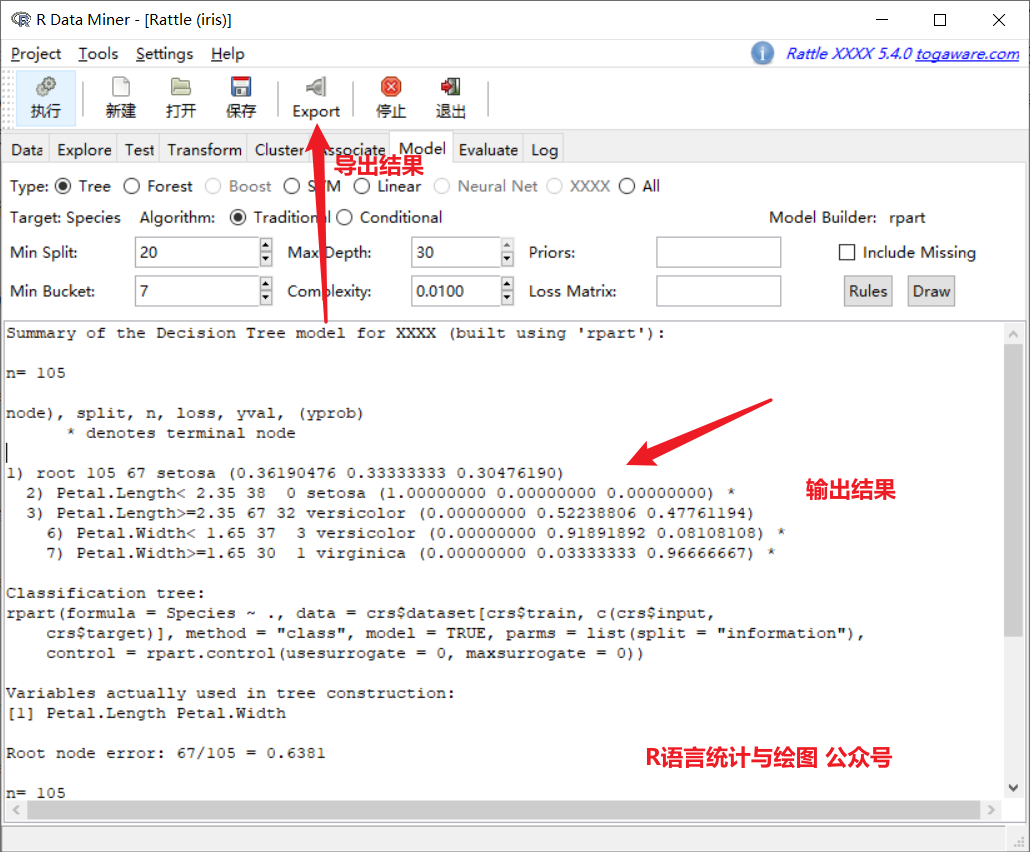 R Data Miner - [Rattle (iris)]
Project Tools Settings Help
Rattle XXXX 5.4.0 togaware.com
执行 新建 打开 保存 Export 停止 退出
Data Explore Test Transform Cluster Associate Model Evaluate Log
导出结果
Type: Tree Forest Boost SVM Linear Neural Net XXXX All
Target: Species Algorithm: Traditional Conditional Model Builder: rpart
Min Split: 20 Max Depth: 30 Priors: Include Missing
Min Bucket: 7 Complexity: 0.0100 Loss Matrix: Rules Draw
Summary of the Decision Tree model for XXXX (built using 'rpart'):
n= 105
node), split, n, loss, yval, (yprob)
* denotes terminal node
1) root 105 67 setosa (0.36190476 0.33333333 0.30476190)
2) Petal.Length< 2.35 38  0 setosa (1.00000000 0.00000000 0.00000000) *
输出结果
3) Petal.Length>=2.35 67 32 versicolor (0.00000000 0.52238806 0.47761194)
6) Petal.Width< 1.65 37  3 versicolor (0.00000000 0.91891892 0.08108108) *
7) Petal.Width>=1.65 30  1 virginica (0.00000000 0.03333333 0.96666667) *
Classification tree:
rpart(formula = Species ~ ., data = crs$dataset[crs$train, c(crs$input,
crs$target)], method = "class", model = TRUE, parms = list(split = "information"),
control = rpart.control(usesurrogate = 0, maxsurrogate = 0))
Variables actually used in tree construction:
[1] Petal.Length Petal.Width
Root node error: 67/105 = 0.6381
R语言统计与绘图 公众号
n= 105